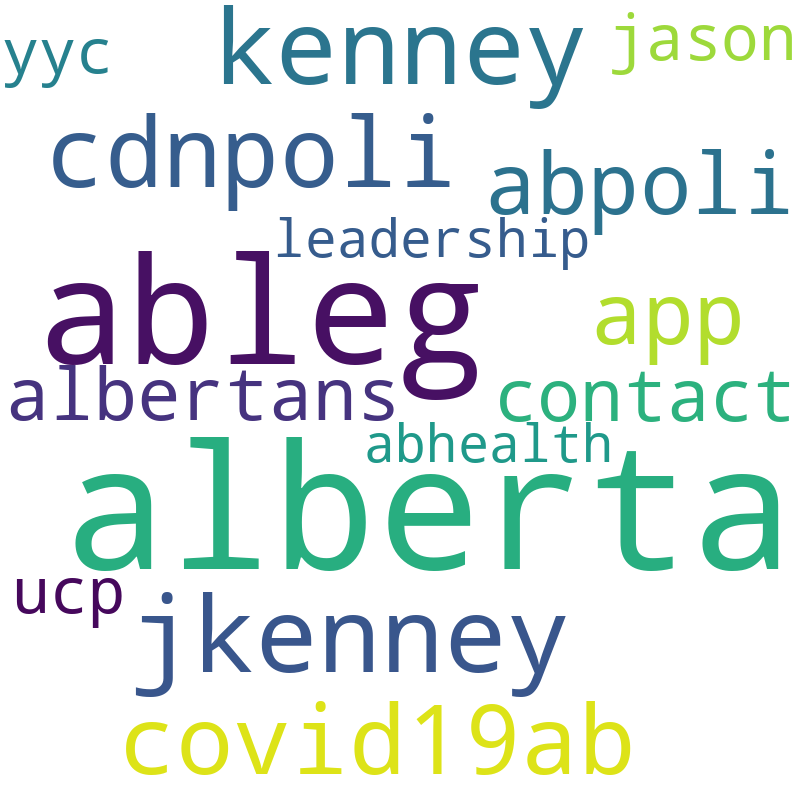 yyc kenney jason
cdnpoli abpoli
leadership
ableg app
albertans contact
abhealth
alberta
ucp jkenney
covid19ab